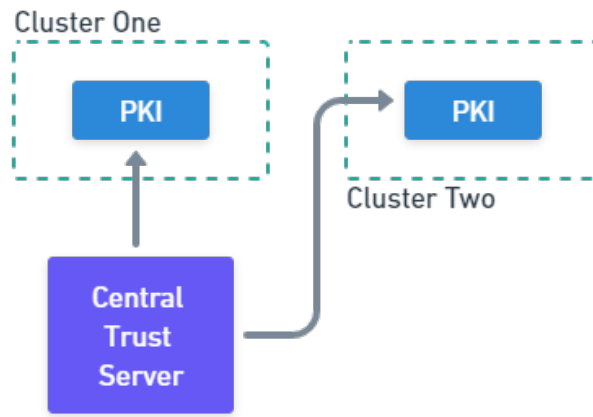 Cluster One
PKI
PKI
Cluster Two
Central
Trust
Server